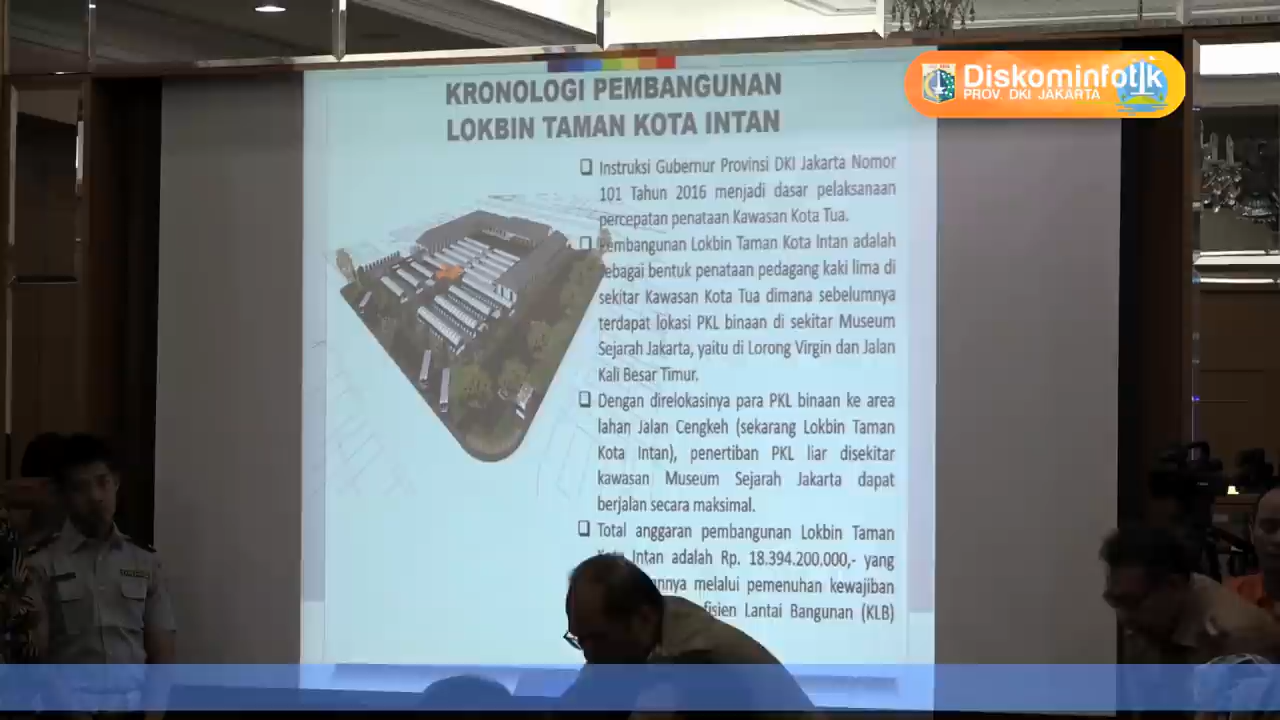 KRONOLOGI PEMBANGUNAN
LOKBIN TAMAN KOTA INTAN
Instruksi Gubernur Provinsi DKI Jakarta Nomor
101 Tahun 2016 menjadi dasar pelaksanaan
percepatan penataan Kawasan Kota Tua.
Pembangunan Lokbin Taman Kota Intan adalah
sebagai bentuk penataan pedagang kaki lima di
sekitar Kawasan Kota Tua dimana sebelumnya
terdapat lokasi PKL binaan di sekitar Museum
Sejarah Jakarta, yaitu di Lorong Virgin dan Jalan
Kali Besar Timur.
Dengan direlokasinya para PKL binaan ke area
lahan Jalan Cengkeh (sekarang Lokbin Taman
Kota Intan), penertiban PKL liar disekitar
kawasan Museum Sejarah Jakarta dapat
berjalan secara maksimal.
Total anggaran pembangunan Lokbin Taman
Kota Intan adalah Rp. 18.394.200.000,- yang
melalui pemenuhan kewajiban
Lantai Bangunan (KLB)
Diskominfotik
PROV. DKI JAKARTA